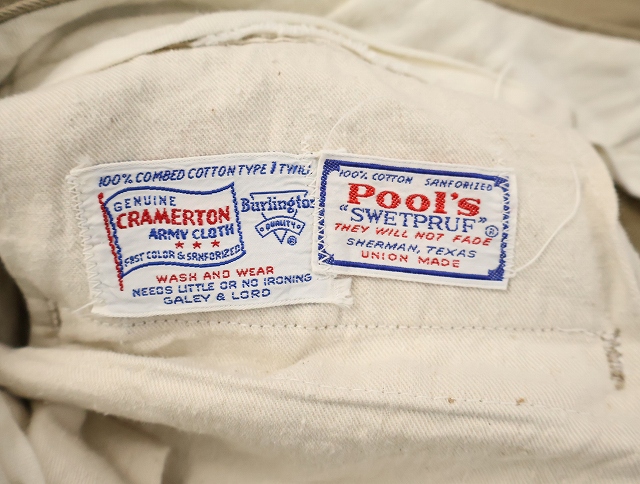 100% COMBED COTTON TYPE 1 TWILL
GENUINE
CRAMERTON
ARMY CLOTH
FAST COLOR & SANFORIZED
Burlington
QUALITY
WASH AND WEAR
NEEDS LITTLE OR NO IRONING
GALEY & LORD
100% COTTON SANFORIZED
Pool's
"SWETPRUF"®
THEY WILL NOT FADE
SHERMAN, TEXAS
UNION MADE